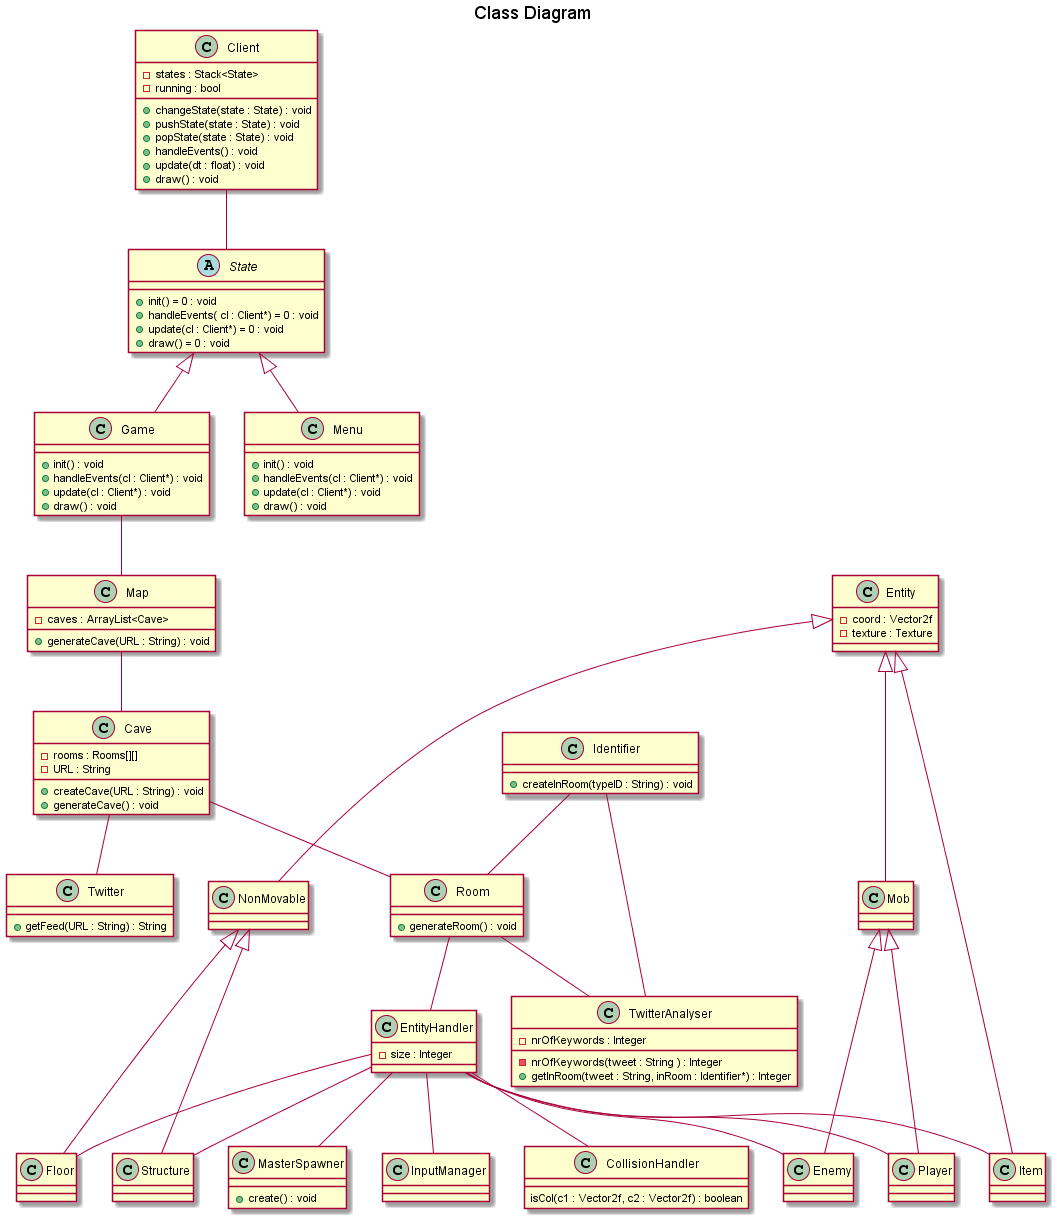 Class Diagram
C Client
states : Stack<State>
running : bool
changeState(state : State) : void
pushState(state : State) : void
popState(state : State) : void
handleEvents() : void
update(dt : float) : void
draw() : void
A State
init() = 0 : void
handleEvents( cl : Client*) = 0 : void
update(cl : Client*) = 0 : void
draw() = 0 : void
C Game
init() : void
handleEvents(cl : Client*) : void
update(cl : Client*) : void
draw() : void
C Menu
init() : void
handleEvents(cl : Client*) : void
update(cl : Client*) : void
draw() : void
C Map
caves : ArrayList<Cave>
generateCave(URL : String) : void
C Entity
coord : Vector2f
texture : Texture
C Cave
rooms : Rooms[][]
URL : String
createCave(URL : String) : void
generateCave() : void
C Identifier
createInRoom(typeID : String) : void
C Twitter
getFeed(URL : String) : String
C NonMovable
C Room
generateRoom() : void
C Mob
C EntityHandler
size : Integer
C TwitterAnalyser
nrOfKeywords : Integer
nrOfKeywords(tweet : String ) : Integer
getInRoom(tweet : String, inRoom : Identifier*) : Integer
C Floor
C Structure
C MasterSpawner
create() : void
C InputManager
C CollisionHandler
isCol(c1 : Vector2f, c2 : Vector2f) : boolean
C Enemy
C Player
C Item